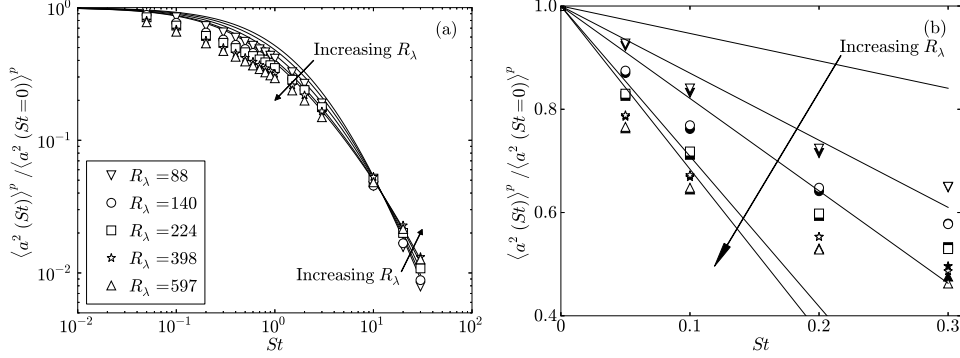 (a)
10^0
10^{-1}
10^{-2}
⟨a^2 (St)⟩^p /⟨a^2 (St=0)⟩^p
Increasing R_λ
R_λ =88
R_λ =140
R_λ =224
R_λ =398
R_λ =597
Increasing R_λ
10^{-2} 10^{-1} 10^0 10^1 10^2
St
(b)
1.0
0.8
0.6
0.4
⟨a^2 (St)⟩^p /⟨a^2 (St=0)⟩^p
Increasing R_λ
0 0.1 0.2 0.3
St